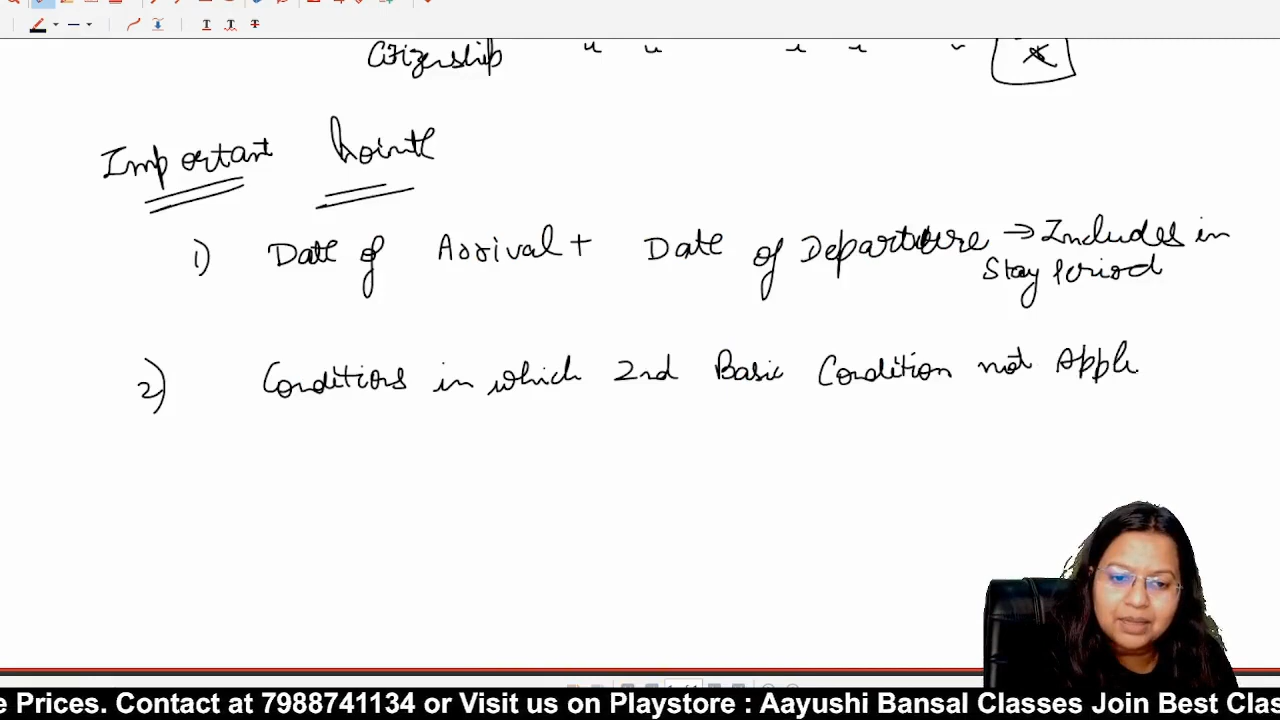 Citizenship " " " " "
Important Points
1) Date of Arrival + Date of Departure → Includes in
Stay Period
2) Conditions in which 2nd Basic Condition not Appli
e Prices. Contact at 7988741134 or Visit us on Playstore : Aayushi Bansal Classes Join Best Clas